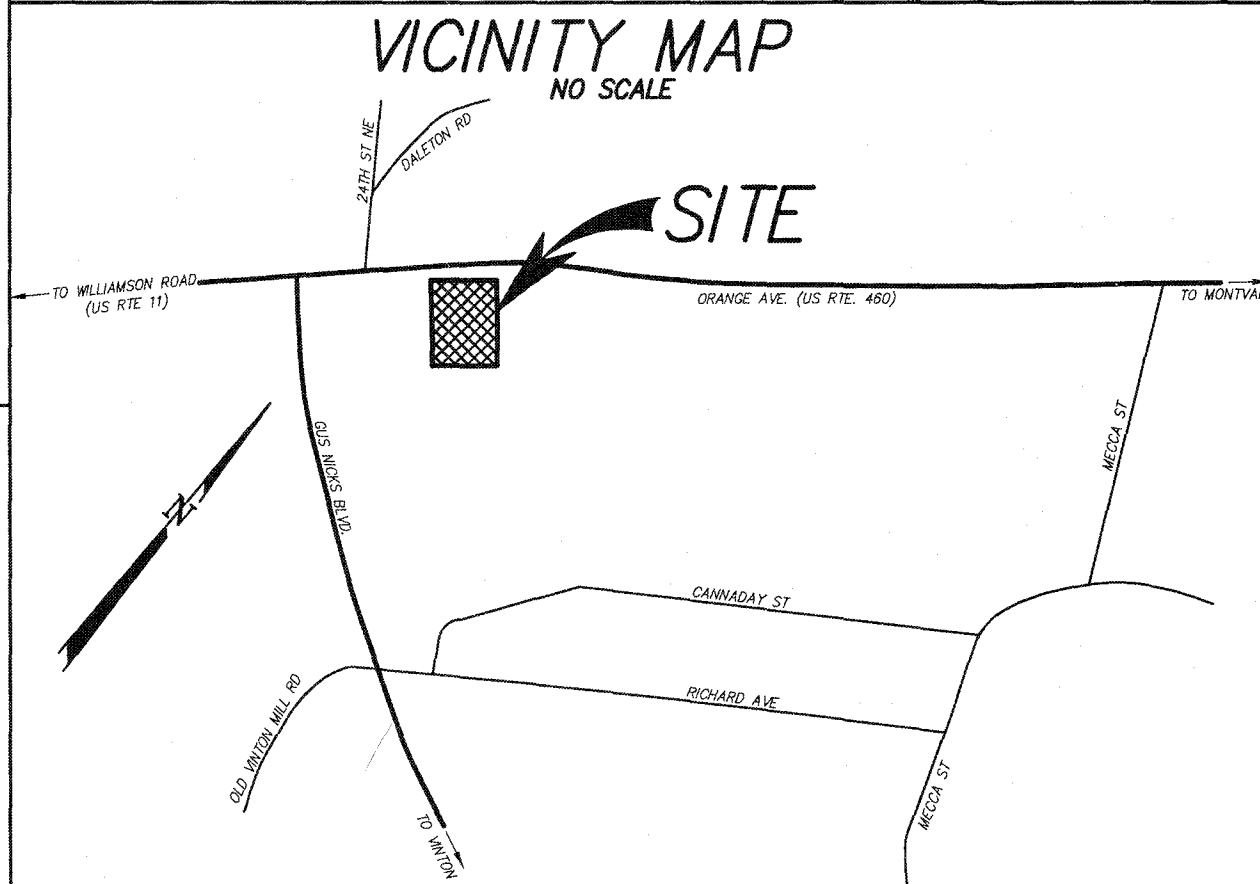 VICINITY MAP
NO SCALE
24TH ST NE
DALETON RD
SITE
TO WILLIAMSON ROAD
(US RTE 11)
ORANGE AVE. (US RTE. 460)
TO MONTVA
GUS NICKS BLVD.
MECCA ST
N
CANNADAY ST
RICHARD AVE
OLD VINTON MILL RD
MECCA ST
TO VINTON